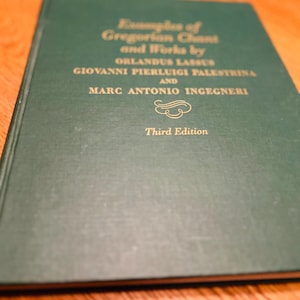 Examples of
Gregorian Chant
and Works by
ORLANDUS LASSUS
GIOVANNI PIERLUIGI PALESTRINA
AND
MARC ANTONIO INGEGNERI
Third Edition